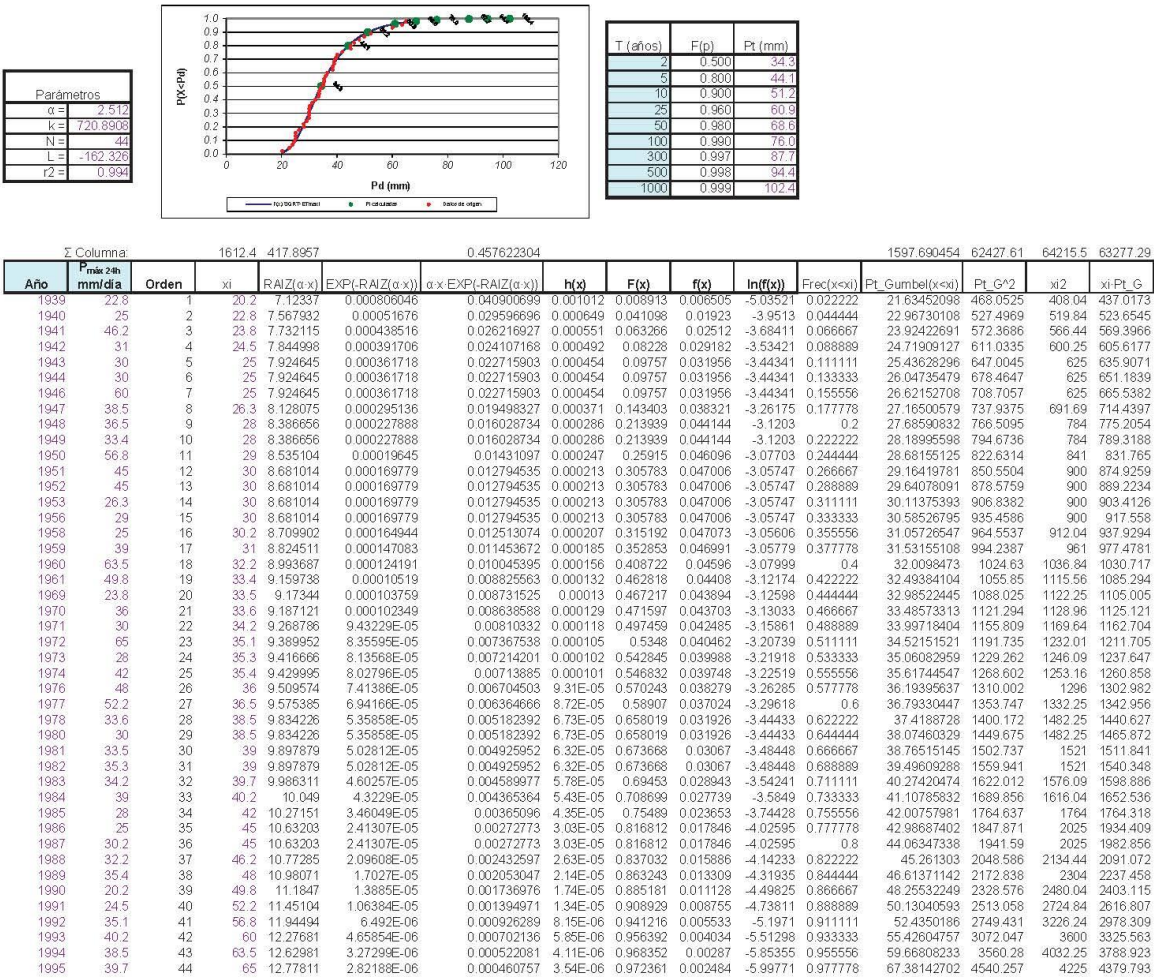 Parámetros
α = 2.512
k = 720.8908
N = 44
L = -162.326
r2 = 0.994
P(X<Pd)
1.0
0.9
0.8
0.7
0.6
0.5
0.4
0.3
0.2
0.1
0.0
0 20 40 60 80 100 120
Pd (mm)
Pt calculadas Datos de origen
T (años) F(p) Pt (mm)
2 0.500 34.3
5 0.800 44.1
10 0.900 51.2
25 0.960 60.9
50 0.980 68.6
100 0.990 76.0
300 0.997 87.7
500 0.998 94.4
1000 0.999 102.4
Σ Columna: 1612.4 417.8957 0.457622304 1597.690454 62427.61 64215.5 63277.29
Año Pmáx 24h mm/día Orden xi RAIZ(α·x) EXP(-RAIZ(α·x)) α·x·EXP(-RAIZ(α·x)) h(x) F(x) f(x) ln(f(x)) Frec(x<xi) Pt_Gumbel(x<xi) Pt_G^2 xi2 xi·Pt_G
1939 22.8 1 20.2 7.12337 0.000806046 0.040900699 0.001012 0.008913 0.006505 -5.03521 0.022222 21.63452098 468.0525 408.04 437.0173
1940 25 2 22.8 7.567932 0.00051676 0.029596696 0.000649 0.041098 0.01923 -3.9513 0.044444 22.96730108 527.4969 519.84 523.6545
1941 46.2 3 23.8 7.732115 0.000438516 0.026216927 0.000551 0.063266 0.02512 -3.68411 0.066667 23.92422691 572.3686 566.44 569.3966
1942 31 4 24.5 7.844998 0.000391706 0.024107168 0.000492 0.08228 0.029182 -3.53421 0.088889 24.71909127 611.0335 600.25 605.6177
1943 30 5 25 7.924645 0.000361718 0.022715903 0.000454 0.09757 0.031956 -3.44341 0.111111 25.43628296 647.0045 625 635.9071
1944 30 6 25 7.924645 0.000361718 0.022715903 0.000454 0.09757 0.031956 -3.44341 0.133333 26.04735479 678.4647 625 651.1839
1946 60 7 25 7.924645 0.000361718 0.022715903 0.000454 0.09757 0.031956 -3.44341 0.155556 26.62152708 708.7057 625 665.5382
1947 38.5 8 26.3 8.128075 0.000295136 0.019498327 0.000371 0.143403 0.038321 -3.26175 0.177778 27.16500579 737.9375 691.69 714.4397
1948 36.5 9 28 8.386656 0.000227888 0.016028734 0.000286 0.213939 0.044144 -3.1203 0.2 27.68590832 766.5095 784 775.2054
1949 33.4 10 28 8.386656 0.000227888 0.016028734 0.000286 0.213939 0.044144 -3.1203 0.222222 28.18995598 794.6736 784 789.3188
1950 56.8 11 29 8.535104 0.00019645 0.01431097 0.000247 0.25915 0.046096 -3.07703 0.244444 28.68155125 822.6314 841 831.765
1951 45 12 30 8.681014 0.000169779 0.012794535 0.000213 0.305783 0.047006 -3.05747 0.266667 29.16419781 850.5504 900 874.9259
1952 45 13 30 8.681014 0.000169779 0.012794535 0.000213 0.305783 0.047006 -3.05747 0.288889 29.64078091 878.5759 900 889.2234
1953 26.3 14 30 8.681014 0.000169779 0.012794535 0.000213 0.305783 0.047006 -3.05747 0.311111 30.11375393 906.8382 900 903.4126
1956 29 15 30 8.681014 0.000169779 0.012794535 0.000213 0.305783 0.047006 -3.05747 0.333333 30.58526795 935.4586 900 917.558
1958 25 16 30.2 8.709902 0.000164944 0.012513074 0.000207 0.315192 0.047073 -3.05606 0.355556 31.05726547 964.5537 912.04 937.9294
1959 39 17 31 8.824511 0.000147083 0.011453672 0.000185 0.352853 0.046991 -3.05779 0.377778 31.53155108 994.2387 961 977.4781
1960 63.5 18 32.2 8.993687 0.000124191 0.010045395 0.000156 0.408722 0.04596 -3.07999 0.4 32.0098473 1024.63 1036.84 1030.717
1961 49.8 19 33.4 9.159738 0.00010519 0.008825563 0.000132 0.462818 0.04408 -3.12174 0.422222 32.49384104 1055.85 1115.56 1085.294
1969 23.8 20 33.5 9.17344 0.000103759 0.008731525 0.00013 0.467217 0.043894 -3.12598 0.444444 32.98522445 1088.025 1122.25 1105.005
1970 36 21 33.6 9.187121 0.000102349 0.008638588 0.000129 0.471597 0.043703 -3.13033 0.466667 33.48573313 1121.294 1128.96 1125.121
1971 30 22 34.2 9.268786 9.43229E-05 0.00810332 0.000118 0.497459 0.042485 -3.15861 0.488889 33.99718404 1155.809 1169.64 1162.704
1972 65 23 35.1 9.389952 8.35595E-05 0.007367538 0.000105 0.5348 0.040462 -3.20739 0.511111 34.52151521 1191.735 1232.01 1211.705
1973 28 24 35.3 9.416666 8.13568E-05 0.007214201 0.000102 0.542845 0.039988 -3.21918 0.533333 35.06082959 1229.262 1246.09 1237.647
1974 42 25 35.4 9.429995 8.02796E-05 0.00713885 0.000101 0.546832 0.039748 -3.22519 0.555556 35.61744547 1268.602 1253.16 1260.858
1976 48 26 36 9.509574 7.41386E-05 0.006704503 9.31E-05 0.570243 0.038279 -3.26285 0.577778 36.19395637 1310.002 1296 1302.982
1977 52.2 27 36.5 9.575385 6.94166E-05 0.006364666 8.72E-05 0.58907 0.037024 -3.29618 0.6 36.79330447 1353.747 1332.25 1342.956
1978 33.6 28 38.5 9.834226 5.35858E-05 0.005182392 6.73E-05 0.658019 0.031926 -3.44433 0.622222 37.4188728 1400.172 1482.25 1440.627
1980 30 29 38.5 9.834226 5.35858E-05 0.005182392 6.73E-05 0.658019 0.031926 -3.44433 0.644444 38.07460329 1449.675 1482.25 1465.872
1981 33.5 30 39 9.897879 5.02812E-05 0.004925952 6.32E-05 0.673668 0.03067 -3.48448 0.666667 38.76515145 1502.737 1521 1511.841
1982 35.3 31 39 9.897879 5.02812E-05 0.004925952 6.32E-05 0.673668 0.03067 -3.48448 0.688889 39.49609288 1559.941 1521 1540.348
1983 34.2 32 39.7 9.986311 4.60257E-05 0.004589977 5.78E-05 0.69453 0.028943 -3.54241 0.711111 40.27420474 1622.012 1576.09 1598.886
1984 39 33 40.2 10.049 4.3229E-05 0.004365364 5.43E-05 0.708699 0.027739 -3.5849 0.733333 41.10785832 1689.856 1616.04 1652.536
1985 28 34 42 10.27151 3.46049E-05 0.00365096 4.35E-05 0.75489 0.023653 -3.74428 0.755556 42.00757981 1764.637 1764 1764.318
1986 25 35 45 10.63203 2.41307E-05 0.00272773 3.03E-05 0.816812 0.017846 -4.02595 0.777778 42.98687402 1847.871 2025 1934.409
1987 30.2 36 45 10.63203 2.41307E-05 0.00272773 3.03E-05 0.816812 0.017846 -4.02595 0.8 44.06347338 1941.59 2025 1982.856
1988 32.2 37 46.2 10.77285 2.09608E-05 0.002432597 2.63E-05 0.837032 0.015886 -4.14233 0.822222 45.261303 2048.586 2134.44 2091.072
1989 35.4 38 48 10.98071 1.7027E-05 0.002053047 2.14E-05 0.863243 0.013309 -4.31935 0.844444 46.61371142 2172.838 2304 2237.458
1990 20.2 39 49.8 11.1847 1.3885E-05 0.001736976 1.74E-05 0.885181 0.011128 -4.49825 0.866667 48.25532249 2328.576 2480.04 2403.115
1991 24.5 40 52.2 11.45104 1.06384E-05 0.001394971 1.34E-05 0.908929 0.008755 -4.73811 0.888889 50.13040593 2513.058 2724.84 2616.807
1992 35.1 41 56.8 11.94494 6.492E-06 0.000926289 8.15E-06 0.941216 0.005533 -5.1971 0.911111 52.4350186 2749.431 3226.24 2978.309
1993 40.2 42 60 12.27681 4.65854E-06 0.000702136 5.85E-06 0.956392 0.004034 -5.51298 0.933333 55.42604757 3072.047 3600 3325.563
1994 38.5 43 63.5 12.62981 3.27299E-06 0.000522081 4.11E-06 0.968352 0.00287 -5.85355 0.955556 59.66808233 3560.28 4032.25 3788.923
1995 39.7 44 65 12.77811 2.82188E-06 0.000460757 3.54E-06 0.972361 0.002484 -5.99771 0.977778 67.38142702 4540.257 4225 4379.793